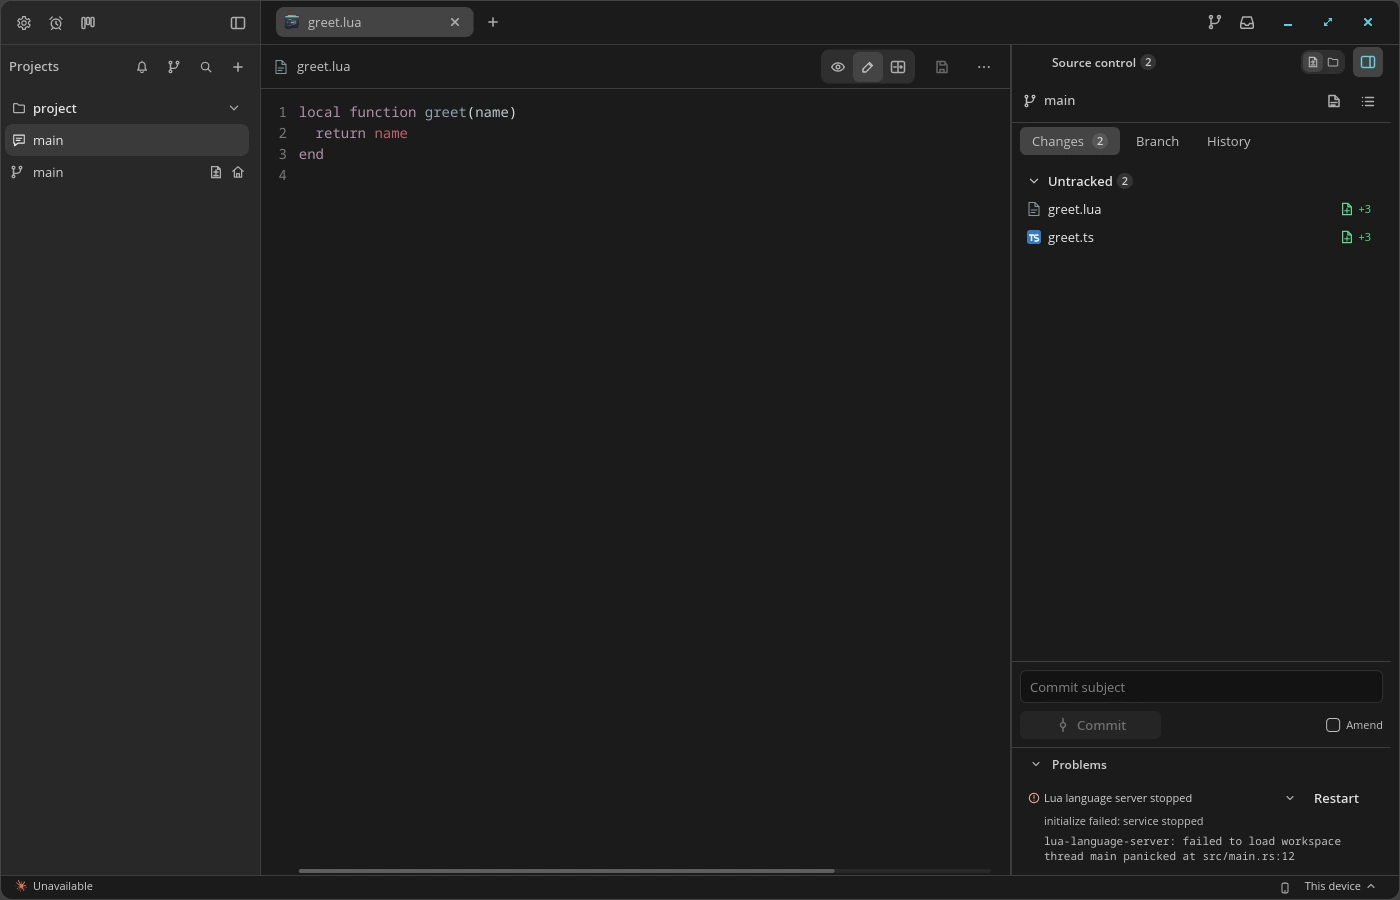 greet.lua
Projects
project
main
main
greet.lua
1 local function greet(name)
2   return name
3 end
4
Source control 2
main
Changes 2 Branch History
Untracked 2
greet.lua +3
TS greet.ts +3
Commit subject
Commit Amend
Problems
Lua language server stopped Restart
initialize failed: service stopped
lua-language-server: failed to load workspace
thread main panicked at src/main.rs:12
Unavailable This device